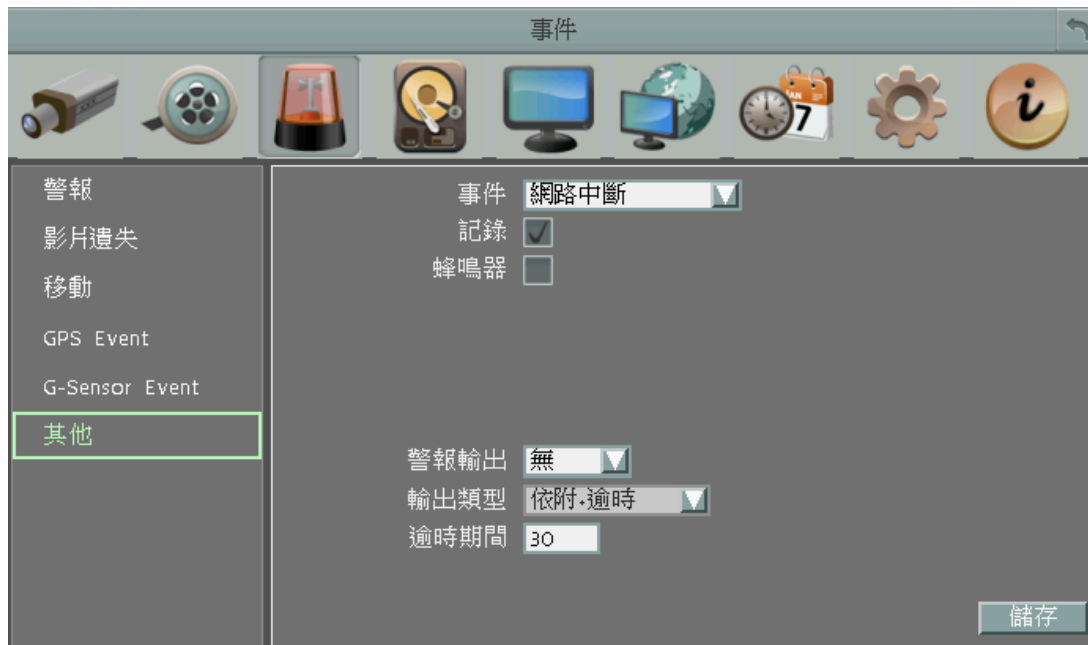 事件
JAN
7
i
警報
影片遺失
移動
GPS Event
G-Sensor Event
其他
事件 網路中斷
記錄
蜂鳴器
警報輸出 無
輸出類型 依附.逾時
逾時期間 30
儲存